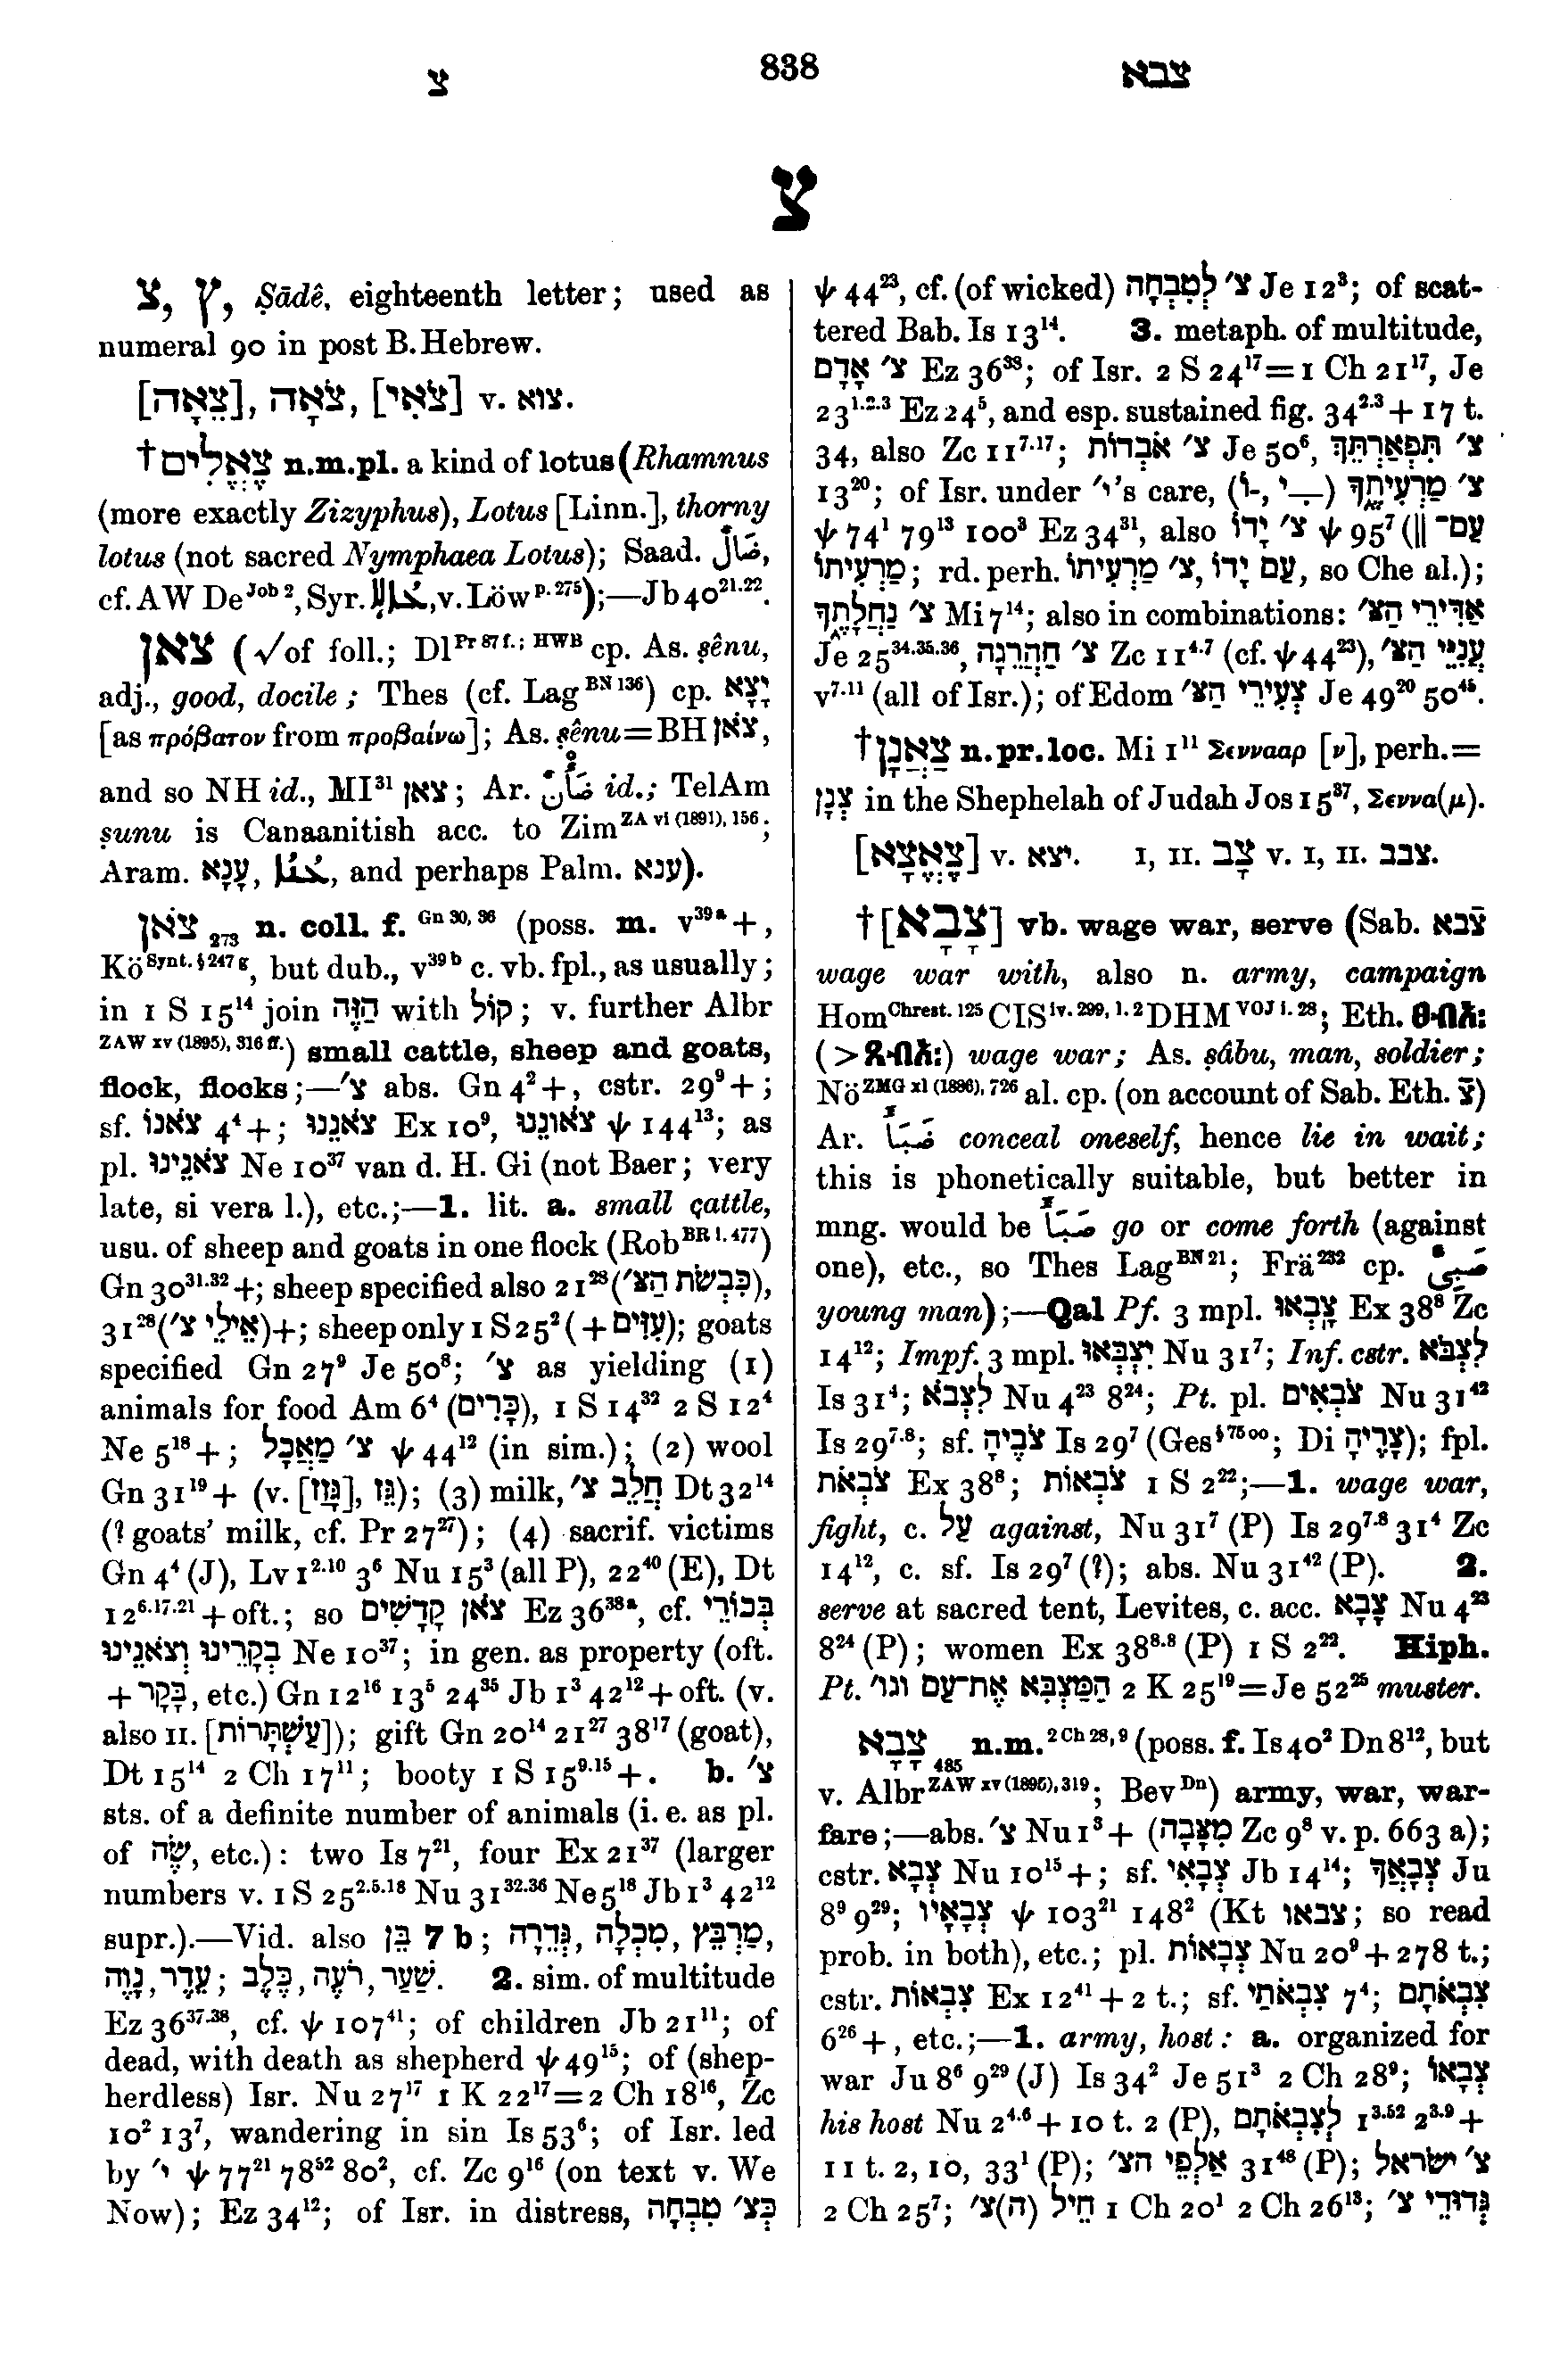 צ 838 צבא
צ
צ, ץ, Ṣādê, eighteenth letter; used as
numeral 90 in post B.Hebrew.
[צֵאָה], צֹאָה, [צֹאִי] v. צוא.
†צֶאֱלִים n.m.pl. a kind of lotus (Rhamnus
(more exactly Zizyphus), Lotus [Linn.], thorny
lotus (not sacred Nymphaea Lotus); Saad. ضَالٌ,
cf. AW De Job 2, Syr. v. Löw p. 275);—Jb 40 21.22.
צאן (√of foll.; Dl Pr 87 f.; HWB cp. As. ṣênu,
adj., good, docile; Thes (cf. Lag BN 136) cp. יָצָא
[as πρόβατον from προβαίνω]; As. ṣênu=BH צֹאן,
and so NH id., MI 31 צאן; Ar. ضَأْنٌ id.; TelAm
ṣunu is Canaanitish acc. to Zim ZA vi (1891), 156;
Aram. עָנָא, and perhaps Palm. ענא).
צֹאן 273 n. coll. f. Gn 30, 36 (poss. m. v 39 a +,
Kö Synt. § 247 g, but dub., v 39 b c. vb. fpl., as usually;
in 1 S 15 14 join הַזֶּה with קוֹל; v. further Albr
ZAW xv (1895), 316 ff.) small cattle, sheep and goats,
flock, flocks;—צ׳ abs. Gn 4 2 +, cstr. 29 9 +;
sf. צֹאנוֹ 4 4 +; צֹאנֵנוּ Ex 10 9, צֹאונֵנוּ ψ 144 13; as
pl. צֹאנֵינוּ Ne 10 37 van d. H. Gi (not Baer; very
late, si vera l.), etc.;—1. lit. a. small cattle,
usu. of sheep and goats in one flock (Rob BR i. 477)
Gn 30 31.32 +; sheep specified also 21 28 (כִּבְשֹׂת הַצּ׳),
31 28 (אֵילֵי צ׳)+; sheep only 1 S 25 2 (+עִזִּים); goats
specified Gn 27 9 Je 50 8; צ׳ as yielding (1)
animals for food Am 6 4 (כָּרִים), 1 S 14 32 2 S 12 4
Ne 5 18 +; צ׳ מַאֲכָל ψ 44 12 (in sim.); (2) wool
Gn 31 19 + (v. [גָּזַז], גֵּז); (3) milk, חֲלֵב צ׳ Dt 32 14
(? goats' milk, cf. Pr 27 27); (4) sacrif. victims
Gn 4 4 (J), Lv 1 2.10 3 6 Nu 15 3 (all P), 22 40 (E), Dt
12 6.17.21 + oft.; so צֹאן קָדָשִׁים Ez 36 38 a, cf. בְּכוֹרֵי
בְקָרֵינוּ וְצֹאנֵינוּ Ne 10 37; in gen. as property (oft.
+בָּקָר, etc.) Gn 12 16 13 5 24 35 Jb 1 3 42 12 + oft. (v.
also II. [עַשְׁתָּרוֹת]); gift Gn 20 14 21 27 38 17 (goat),
Dt 15 14 2 Ch 17 11; booty 1 S 15 9.15 +. b. צ׳
sts. of a definite number of animals (i. e. as pl.
of שֶׂה, etc.): two Is 7 21, four Ex 21 37 (larger
numbers v. 1 S 25 2.5.18 Nu 31 32.36 Ne 5 18 Jb 1 3 42 12
supr.).—Vid. also בֵּן 7 b; מַרְבֵּץ, מִכְלָה, גְּדֵרָה,
שַׁעַר, רֹעֶה, כֶּלֶב; עֵדֶר, נָוֶה. 2. sim. of multitude
Ez 36 37.38, cf. ψ 107 41; of children Jb 21 11; of
dead, with death as shepherd ψ 49 15; of (shep-
herdless) Isr. Nu 27 17 1 K 22 17=2 Ch 18 16, Zc
10 2 13 7, wandering in sin Is 53 6; of Isr. led
by י׳ ψ 77 21 78 52 80 2, cf. Zc 9 16 (on text v. We
Now); Ez 34 12; of Isr. in distress, כְּצ׳ טִבְחָה
ψ 44 23, cf. (of wicked) צ׳ לְטִבְחָה Je 12 3; of scat-
tered Bab. Is 13 14. 3. metaph. of multitude,
צ׳ אָדָם Ez 36 38; of Isr. 2 S 24 17=1 Ch 21 17, Je
23 1.2.3 Ez 24 5, and esp. sustained fig. 34 2.3 + 17 t.
34, also Zc 11 7.17; צ׳ אֹבְדוֹת Je 50 6, צ׳ תִּפְאַרְתֵּךְ
13 20; of Isr. under י׳'s care, צ׳ מַרְעִיתֶךָ (־ִי, ־וֹ)
ψ 74 1 79 13 100 3 Ez 34 31, also צ׳ יָדוֹ ψ 95 7 (‖ עַם־
מַרְעִיתוֹ; rd. perh. עַם יָדוֹ, צ׳ מַרְעִיתוֹ, so Che al.);
צ׳ נַחֲלָתֶךָ Mi 7 14; also in combinations: אַדִּירֵי הַצּ׳
Je 25 34.35.36, צ׳ הַהֲרֵגָה Zc 11 4.7 (cf. ψ 44 23), עֲנִיֵּי הַצּ׳
v 7.11 (all of Isr.); of Edom צְעִירֵי הַצּ׳ Je 49 20 50 45.
†צַאֲנָן n.pr.loc. Mi 1 11 Σεννααρ [ν], perh.=
צְנָן in the Shephelah of Judah Jos 15 37, Σεννα(μ).
[צֶאֱצָא] v. יצא. I, II. צָב v. I, II. צבב.
†[צָבָא] vb. wage war, serve (Sab. צבא
wage war with, also n. army, campaign
Hom Chrest. 125 CIS iv. 299, 1. 2 DHM VOJ i. 28; Eth. ፀብአ፡
(>ጸብአ፡) wage war; As. ṣâbu, man, soldier;
Nö ZMG xl (1886), 726 al. cp. (on account of Sab. Eth. צ̄)
Ar. ضَبَأَ conceal oneself, hence lie in wait;
this is phonetically suitable, but better in
mng. would be صَبَأَ go or come forth (against
one), etc., so Thes Lag BN 21; Frä 232 cp. صَبِيٌّ
young man);—Qal Pf. 3 mpl. צָבְאוּ Ex 38 8 Zc
14 12; Impf. 3 mpl. יִצְבְּאוּ Nu 31 7; Inf. cstr. לִצְבֹּא
Is 31 4; לִצְבֹא Nu 4 23 8 24; Pt. pl. צֹבְאִים Nu 31 42
Is 29 7.8; sf. צֹבֶיהָ Is 29 7 (Ges § 75 oo; Di צָרֶיהָ); fpl.
צֹבְאֹת Ex 38 8; צֹבְאוֹת 1 S 2 22;—1. wage war,
fight, c. עַל against, Nu 31 7 (P) Is 29 7.8 31 4 Zc
14 12, c. sf. Is 29 7 (?); abs. Nu 31 42 (P). 2.
serve at sacred tent, Levites, c. acc. צָבָא Nu 4 23
8 24 (P); women Ex 38 8.8 (P) 1 S 2 22. Hiph.
Pt. הַמַּצְבִּא אֶת־עַם וגו׳ 2 K 25 19=Je 52 25 muster.
צָבָא 485 n.m. 2 Ch 28, 9 (poss. f. Is 40 2 Dn 8 12, but
v. Albr ZAW xv (1895), 319; Bev Dn) army, war, war-
fare;—abs. צ׳ Nu 1 3 + (מִצָּבָה Zc 9 8 v. p. 663 a);
cstr. צְבָא Nu 10 15 +; sf. צְבָאִי Jb 14 14; צְבָאֲךָ Ju
8 9 9 29; צְבָאָיו ψ 103 21 148 2 (Kt צבאו; so read
prob. in both), etc.; pl. צְבָאוֹת Nu 20 9 + 278 t.;
cstr. צִבְאוֹת Ex 12 41 + 2 t.; sf. צִבְאֹתַי 7 4; צִבְאֹתָם
6 26 +, etc.;—1. army, host: a. organized for
war Ju 8 6 9 29 (J) Is 34 2 Je 51 3 2 Ch 28 9; צְבָאוֹ
his host Nu 2 4.6 + 10 t. 2 (P), לְצִבְאֹתָם 1 3.52 2 3.9 +
11 t. 2, 10, 33 1 (P); אַלְפֵי הצ׳ 31 48 (P); צ׳ ישׂראל
2 Ch 25 7; חֵיל (ה)צ׳ 1 Ch 20 1 2 Ch 26 13; גְּדוּדֵי צ׳